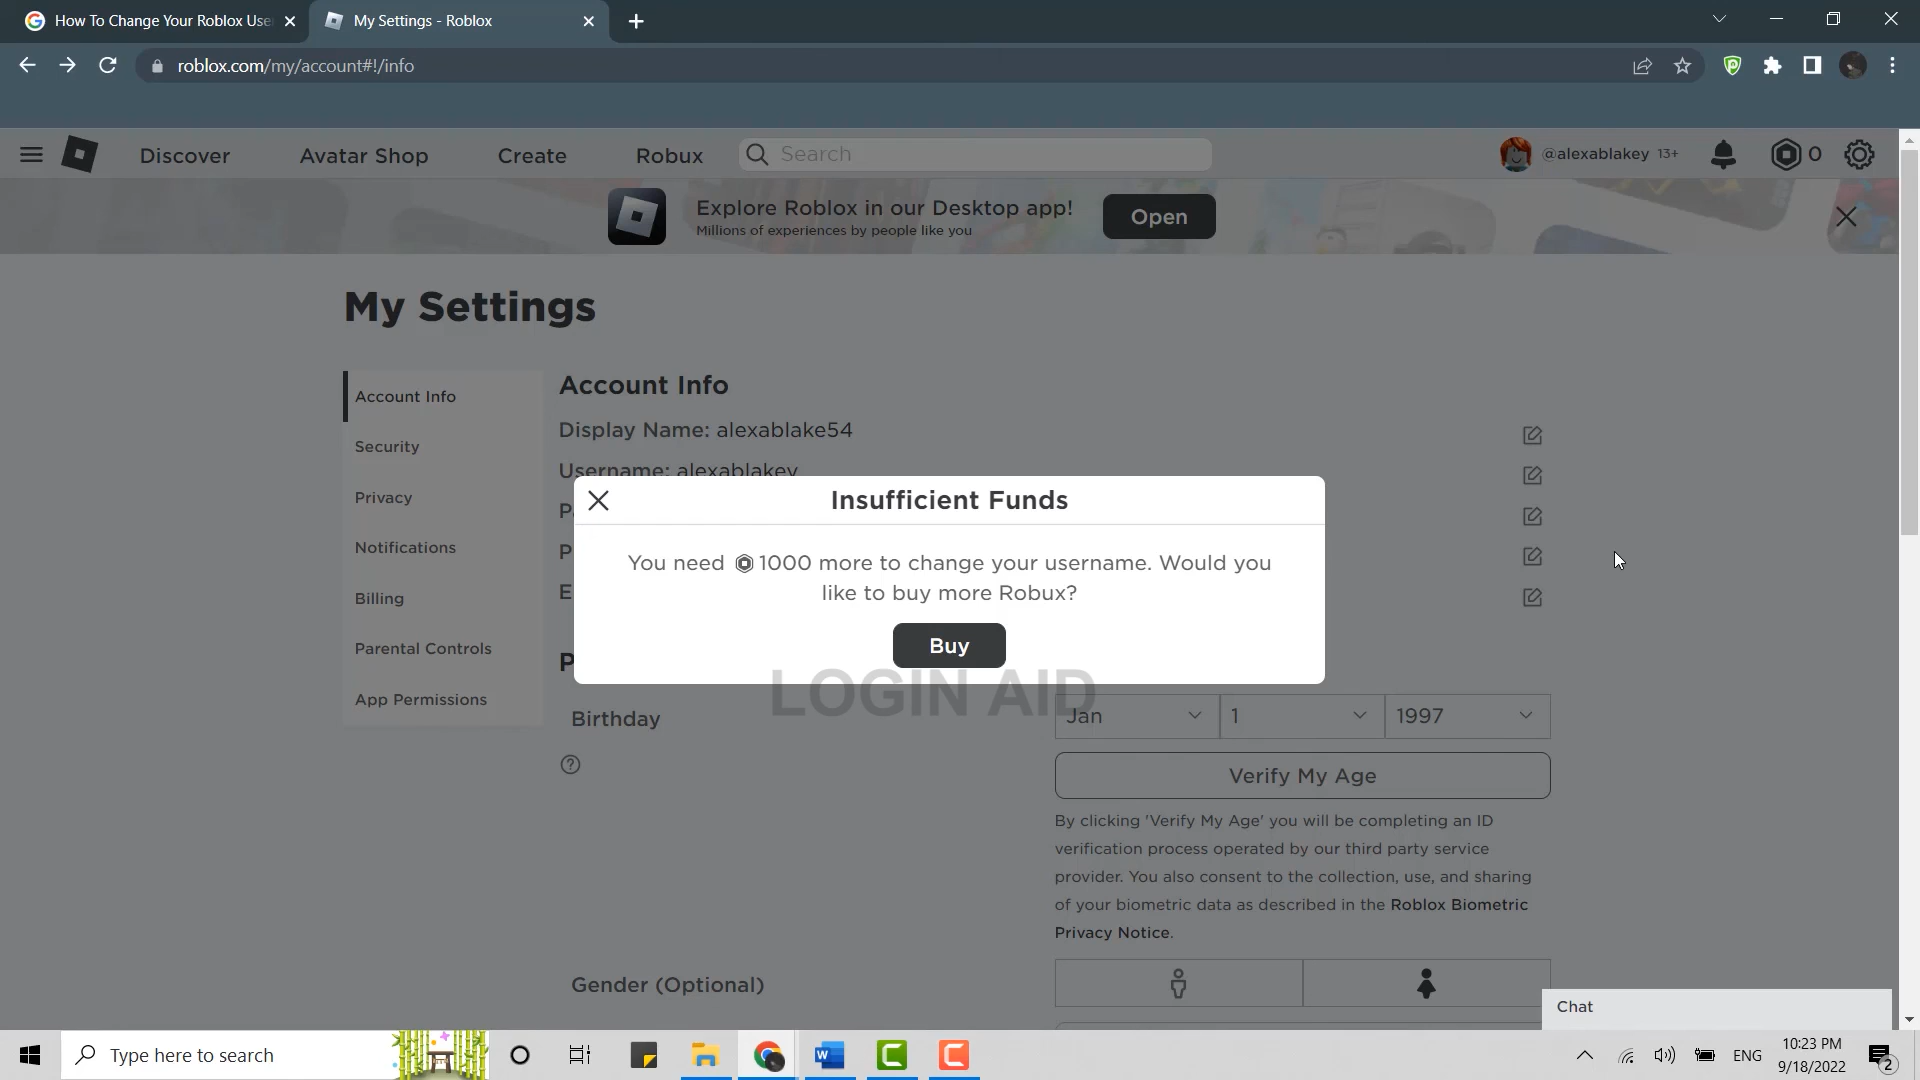 How To Change Your Roblox Use
My Settings - Roblox
roblox.com/my/account#!/info
Discover
Avatar Shop
Create
Robux
Search
@alexablakey 13+
0
Explore Roblox in our Desktop app!
Millions of experiences by people like you
Open
My Settings
Account Info
Security
Privacy
Notifications
Billing
Parental Controls
App Permissions
Account Info
Display Name: alexablake54
Username: alexablakey
P
P
E
Insufficient Funds
You need 1000 more to change your username. Would you
like to buy more Robux?
Buy
LOGIN AID
P
Birthday
Jan
1
1997
Verify My Age
By clicking 'Verify My Age' you will be completing an ID
verification process operated by our third party service
provider. You also consent to the collection, use, and sharing
of your biometric data as described in the Roblox Biometric
Privacy Notice.
Gender (Optional)
Chat
Type here to search
ENG
10:23 PM
9/18/2022
2